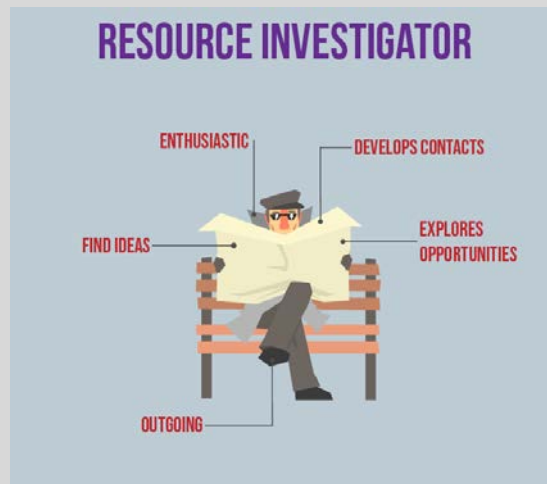 RESOURCE INVESTIGATOR
ENTHUSIASTIC
DEVELOPS CONTACTS
FIND IDEAS
EXPLORES
OPPORTUNITIES
OUTGOING